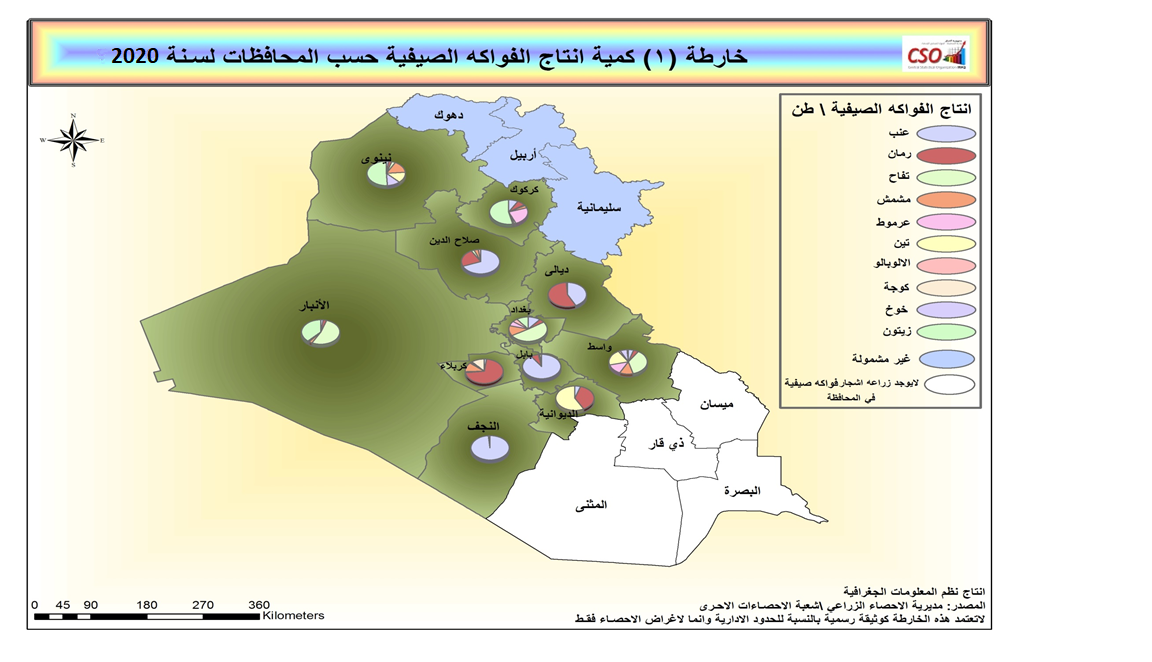 خارطة (١) كمية انتاج الفواكه الصيفية حسب المحافظات لسنة 2020
CSO
N
W
E
S
انتاج الفواكه الصيفية \ طن
عنب
رمان
تفاح
مشمش
عرموط
تين
الالوبالو
كوجة
خوخ
زيتون
غير مشمولة
لايوجد زراعه اشجار فواكه صيفية
في المحافظة
دهوك
أربيل
نينوى
كركوك
سليمانية
صلاح الدين
ديالى
الأنبار
بغداد
واسط
بابل
كربلاء
ميسان
الديوانية
النجف
ذي قار
البصرة
المثنى
انتاج نظم المعلومات الجغرافية
المصدر: مديرية الاحصاء الزراعي \شعبة الاحصاءات الاخرى
لاتعتمد هذه الخارطة كوثيقة رسمية بالنسبة للحدود الادارية وانما لاغراض الاحصاء فقط
0 45 90 180 270 360
Kilometers